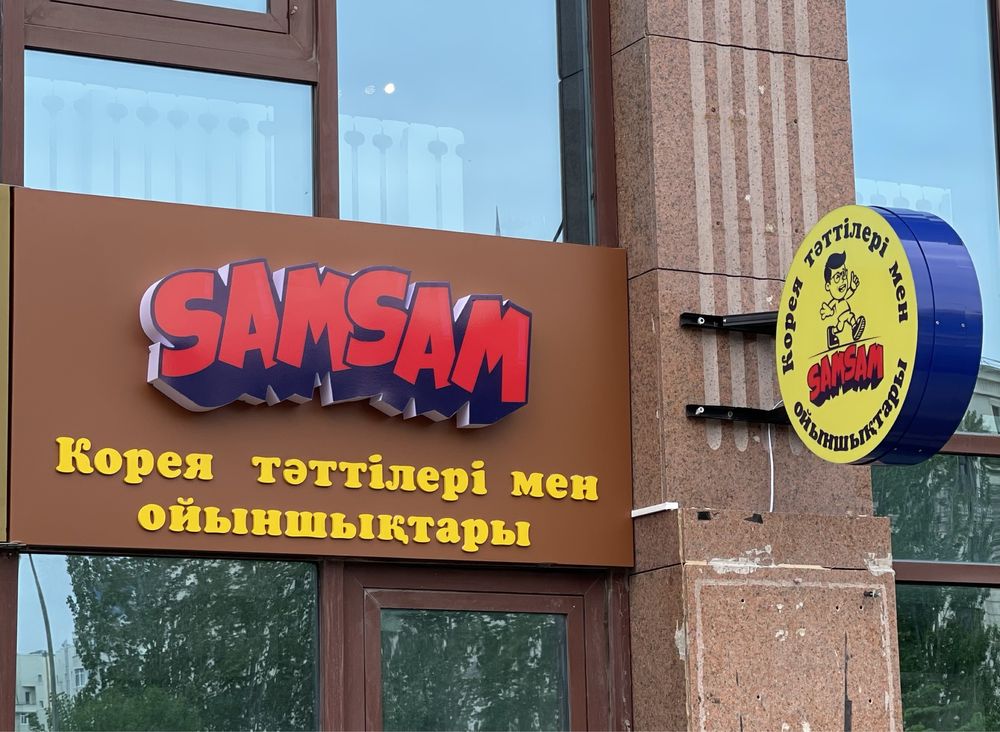 SAMSAM
Корея тәттілері мен
ойыншықтары
Корея тәттілері мен
SAMSAM
ойыншықтары